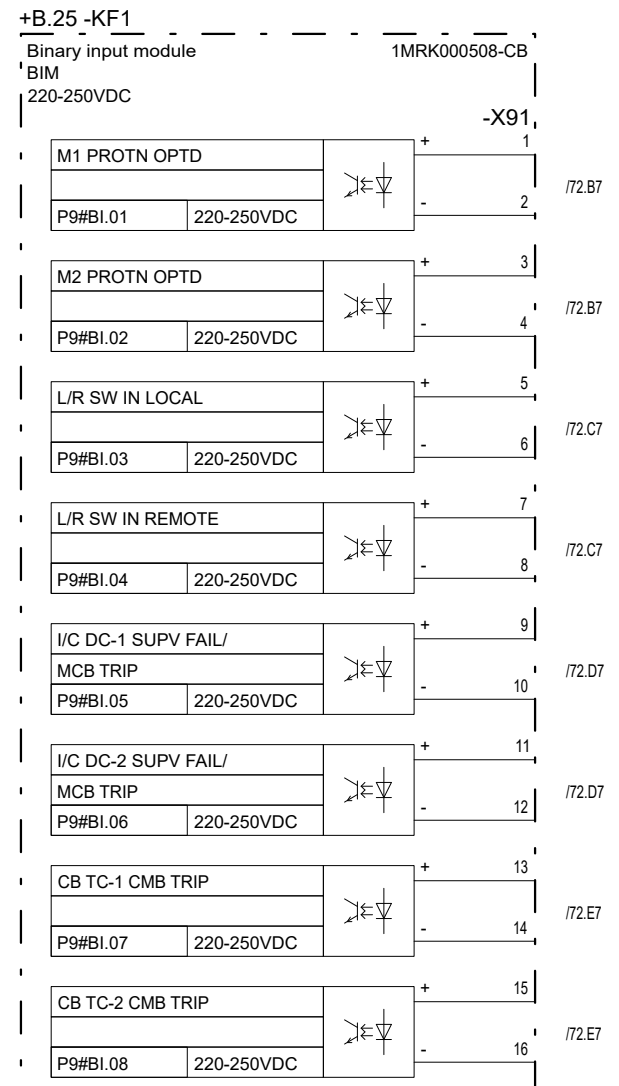 +B.25 -KF1
Binary input module 1MRK000508-CB
BIM
220-250VDC
-X91
+ 1
M1 PROTN OPTD
/72.B7
- 2
P9#BI.01 220-250VDC
+ 3
M2 PROTN OPTD
/72.B7
- 4
P9#BI.02 220-250VDC
+ 5
L/R SW IN LOCAL
/72.C7
- 6
P9#BI.03 220-250VDC
+ 7
L/R SW IN REMOTE
/72.C7
- 8
P9#BI.04 220-250VDC
+ 9
I/C DC-1 SUPV FAIL/
MCB TRIP /72.D7
- 10
P9#BI.05 220-250VDC
+ 11
I/C DC-2 SUPV FAIL/
MCB TRIP /72.D7
- 12
P9#BI.06 220-250VDC
+ 13
CB TC-1 CMB TRIP
/72.E7
- 14
P9#BI.07 220-250VDC
+ 15
CB TC-2 CMB TRIP
/72.E7
- 16
P9#BI.08 220-250VDC